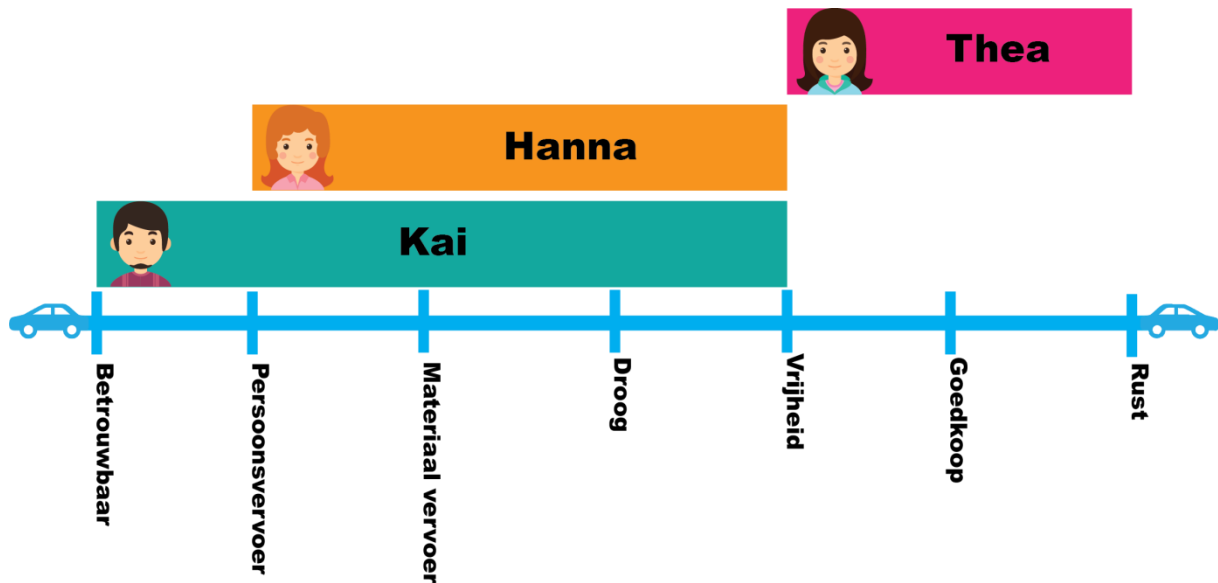 Thea
Hanna
Kai
Betrouwbaar
Persoonsvervoer
Materiaal vervoer
Droog
Vrijheid
Goedkoop
Rust